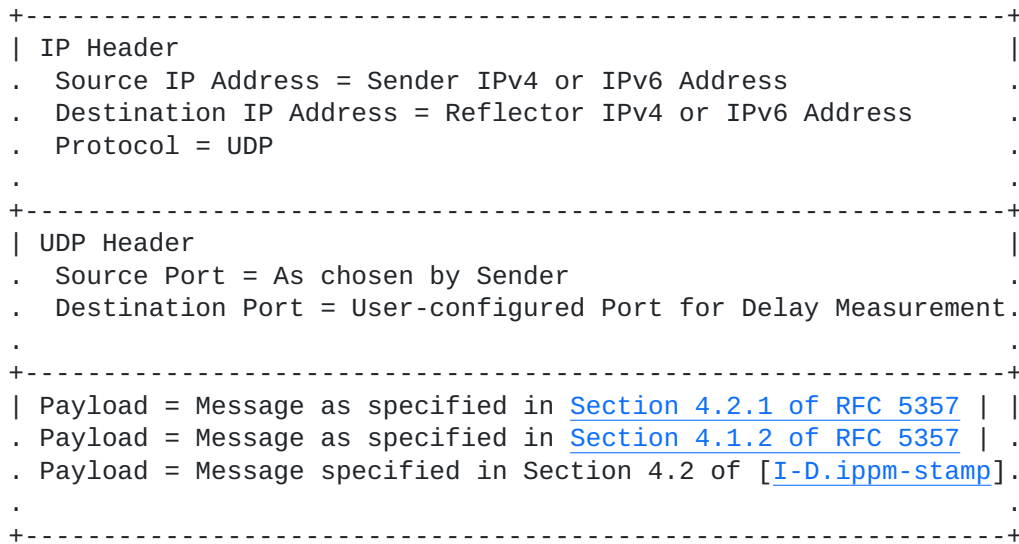 +---------------------------------------------------------------+
| IP Header                                                     |
.  Source IP Address = Sender IPv4 or IPv6 Address              .
.  Destination IP Address = Reflector IPv4 or IPv6 Address      .
.  Protocol = UDP                                               .
.                                                               .
+---------------------------------------------------------------+
| UDP Header                                                    |
.  Source Port = As chosen by Sender                            .
.  Destination Port = User-configured Port for Delay Measurement.
.                                                               .
+---------------------------------------------------------------+
| Payload = Message as specified in Section 4.2.1 of RFC 5357 | |
. Payload = Message as specified in Section 4.1.2 of RFC 5357 | .
. Payload = Message specified in Section 4.2 of [I-D.ippm-stamp].
.                                                               .
+---------------------------------------------------------------+